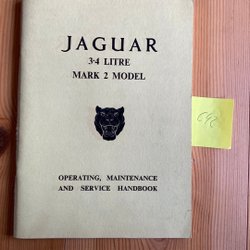 JAGUAR
3·4 LITRE
MARK 2 MODEL
OPERATING, MAINTENANCE
AND SERVICE HANDBOOK